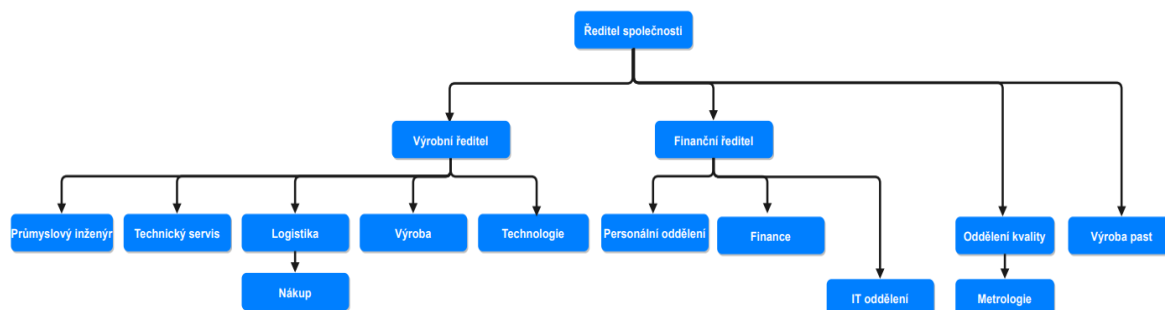 Ředitel společnosti
Výrobní ředitel
Finanční ředitel
Průmyslový inženýr
Technický servis
Logistika
Výroba
Technologie
Personální oddělení
Finance
Oddělení kvality
Výroba past
Nákup
IT oddělení
Metrologie